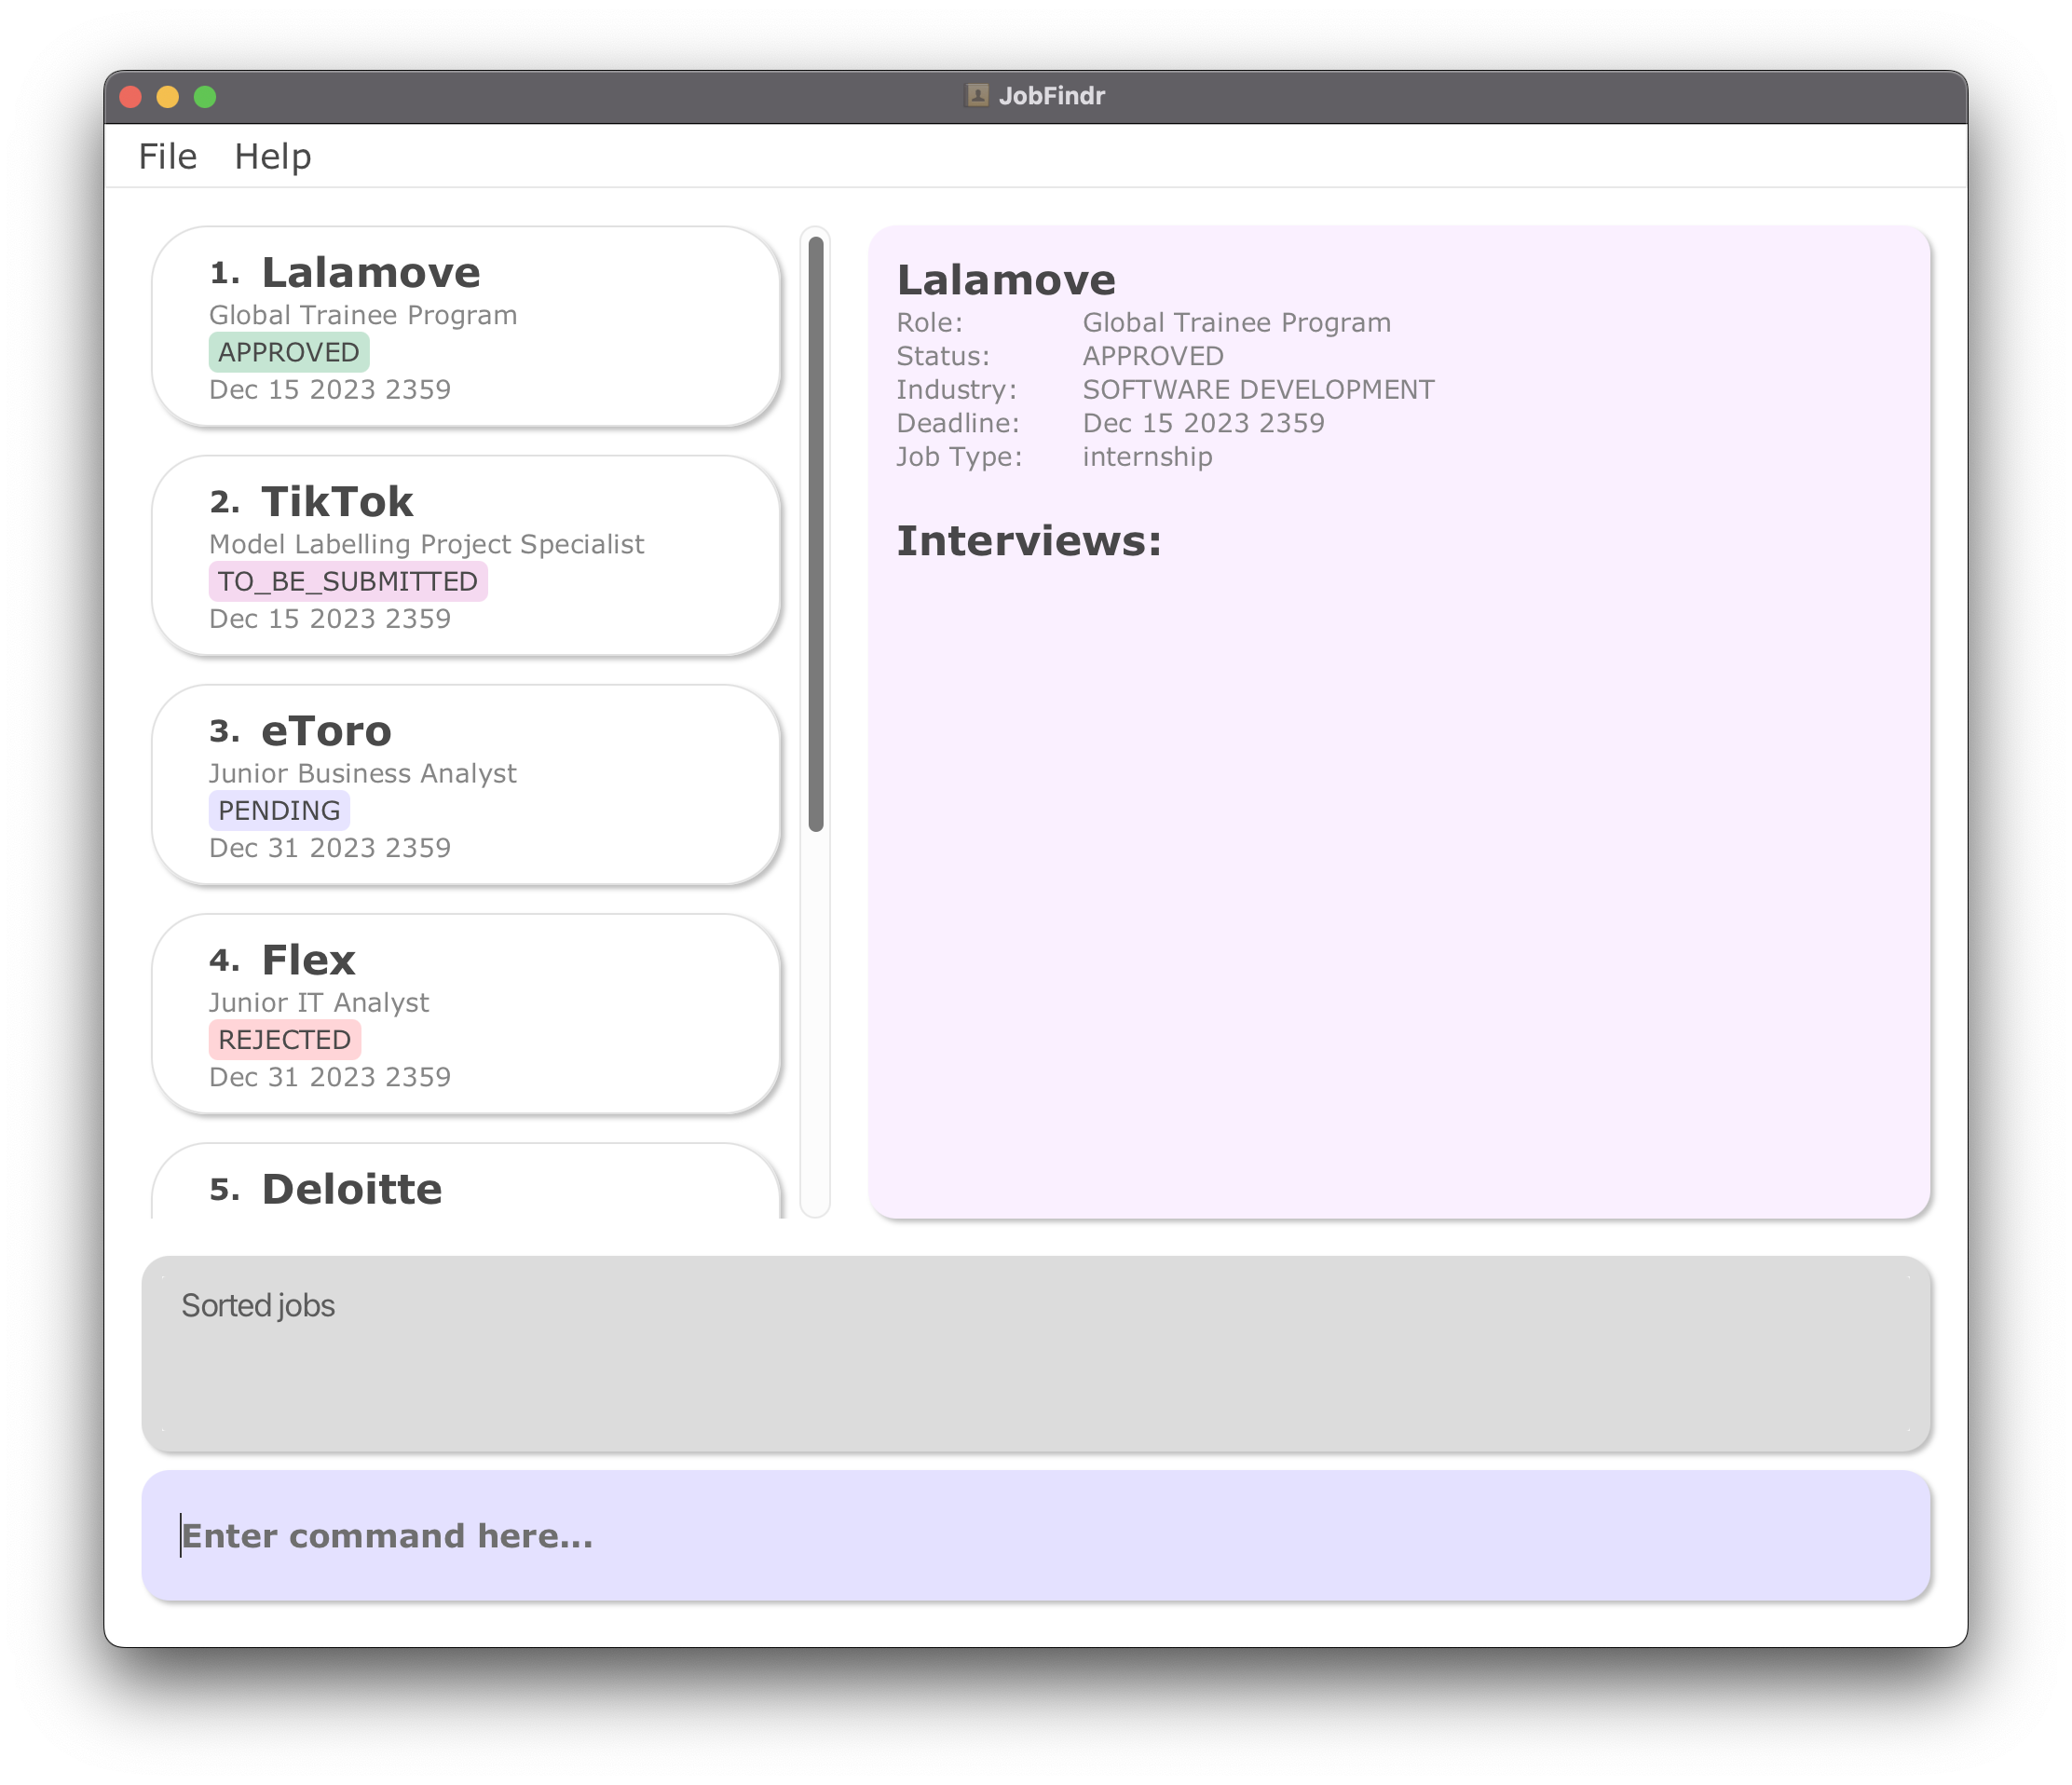 JobFindr
File Help
1. Lalamove
Global Trainee Program
APPROVED
Dec 15 2023 2359
2. TikTok
Model Labelling Project Specialist
TO_BE_SUBMITTED
Dec 15 2023 2359
3. eToro
Junior Business Analyst
PENDING
Dec 31 2023 2359
4. Flex
Junior IT Analyst
REJECTED
Dec 31 2023 2359
5. Deloitte
Lalamove
Role: Global Trainee Program
Status: APPROVED
Industry: SOFTWARE DEVELOPMENT
Deadline: Dec 15 2023 2359
Job Type: internship
Interviews:
Sorted jobs
Enter command here...